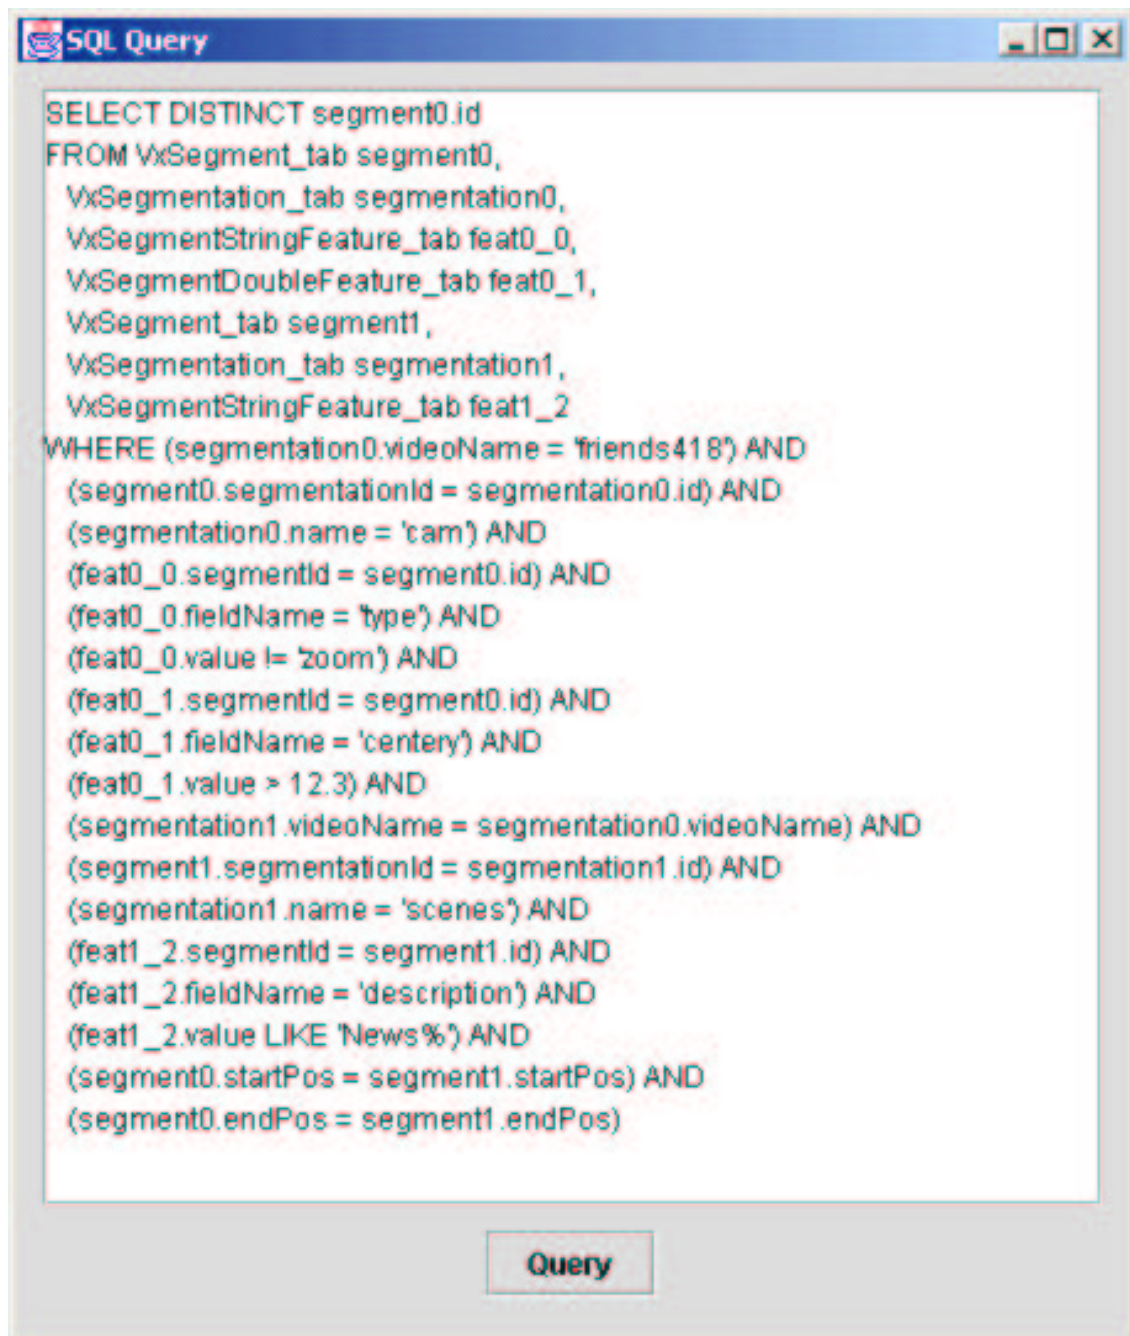 SQL Query
SELECT DISTINCT segment0.id
FROM VxSegment_tab segment0,
VxSegmentation_tab segmentation0,
VxSegmentStringFeature_tab feat0_0,
VxSegmentDoubleFeature_tab feat0_1,
VxSegment_tab segment1,
VxSegmentation_tab segmentation1,
VxSegmentStringFeature_tab feat1_2
WHERE (segmentation0.videoName = 'friends418') AND
(segment0.segmentationId = segmentation0.id) AND
(segmentation0.name = 'cam') AND
(feat0_0.segmentId = segment0.id) AND
(feat0_0.fieldName = 'type') AND
(feat0_0.value != 'zoom') AND
(feat0_1.segmentId = segment0.id) AND
(feat0_1.fieldName = 'centery') AND
(feat0_1.value > 12.3) AND
(segmentation1.videoName = segmentation0.videoName) AND
(segment1.segmentationId = segmentation1.id) AND
(segmentation1.name = 'scenes') AND
(feat1_2.segmentId = segment1.id) AND
(feat1_2.fieldName = 'description') AND
(feat1_2.value LIKE 'News%') AND
(segment0.startPos = segment1.startPos) AND
(segment0.endPos = segment1.endPos)
Query